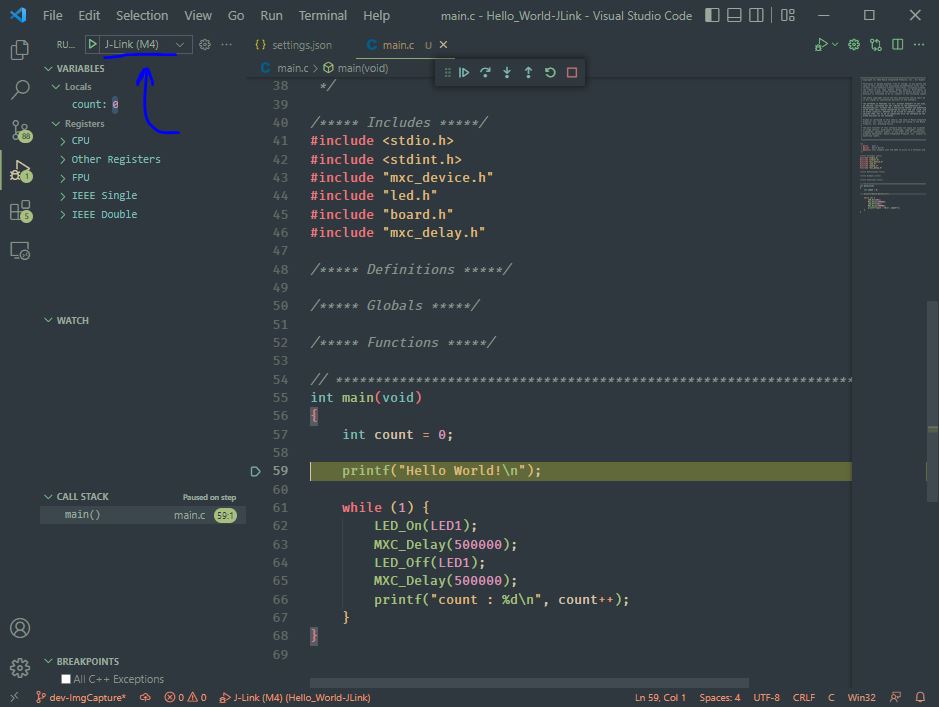 File Edit Selection View Go Run Terminal Help main.c - Hello_World-JLink - Visual Studio Code
RU... J-Link (M4) ... settings.json main.c U
main.c > main(void)
VARIABLES
Locals
count: 0
Registers
CPU
Other Registers
FPU
IEEE Single
IEEE Double
WATCH
CALL STACK Paused on step
main() main.c 59:1
BREAKPOINTS
All C++ Exceptions
88
1
5
38 */
39
40 /***** Includes *****/
41 #include <stdio.h>
42 #include <stdint.h>
43 #include "mxc_device.h"
44 #include "led.h"
45 #include "board.h"
46 #include "mxc_delay.h"
47
48 /***** Definitions *****/
49
50 /***** Globals *****/
51
52 /***** Functions *****/
53
54 // *****************************************************************
55 int main(void)
56 {
57 int count = 0;
58
59 printf("Hello World!\n");
60
61 while (1) {
62 LED_On(LED1);
63 MXC_Delay(500000);
64 LED_Off(LED1);
65 MXC_Delay(500000);
66 printf("count : %d\n", count++);
67 }
68 }
69
dev-ImgCapture* 0 0 J-Link (M4) (Hello_World-JLink) Ln 59, Col 1 Spaces: 4 UTF-8 CRLF C Win32